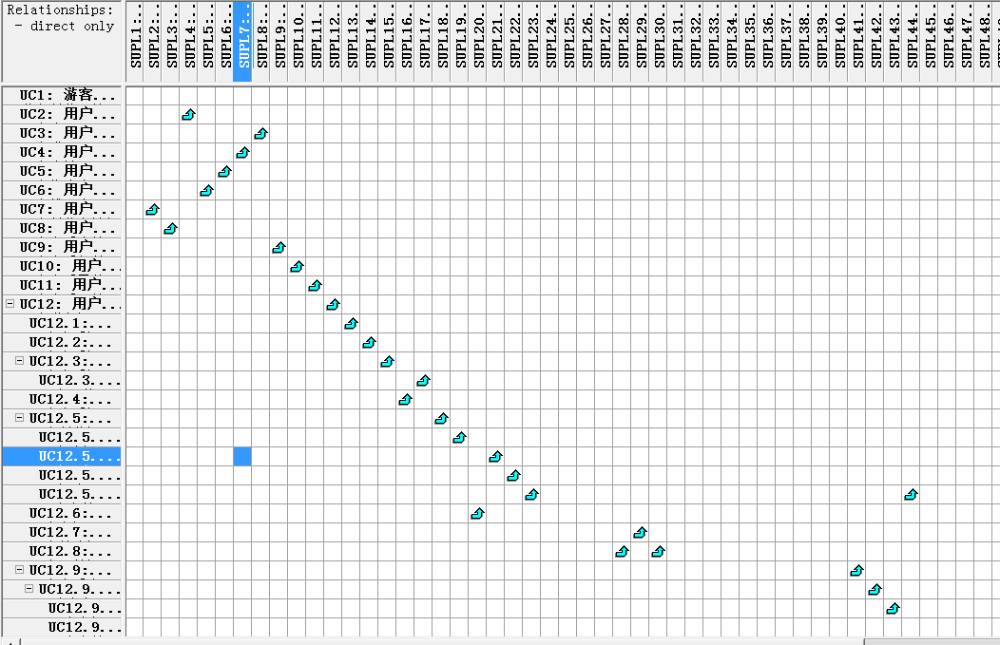 Relationships:
- direct only
SUPL1:..
SUPL2:..
SUPL3:..
SUPL4:..
SUPL5:..
SUPL6:..
SUPL7:..
SUPL8:..
SUPL9:..
SUPL10..
SUPL11..
SUPL12..
SUPL13..
SUPL14..
SUPL15..
SUPL16..
SUPL17..
SUPL18..
SUPL19..
SUPL20..
SUPL21..
SUPL22..
SUPL23..
SUPL24..
SUPL25..
SUPL26..
SUPL27..
SUPL28..
SUPL29..
SUPL30..
SUPL31..
SUPL32..
SUPL33..
SUPL34..
SUPL35..
SUPL36..
SUPL37..
SUPL38..
SUPL39..
SUPL40..
SUPL41..
SUPL42..
SUPL43..
SUPL44..
SUPL45..
SUPL46..
SUPL47..
SUPL48..
UC1: 游客...
UC2: 用户...
UC3: 用户...
UC4: 用户...
UC5: 用户...
UC6: 用户...
UC7: 用户...
UC8: 用户...
UC9: 用户...
UC10: 用户...
UC11: 用户...
UC12: 用户...
UC12.1:...
UC12.2:...
UC12.3:...
UC12.3....
UC12.4:...
UC12.5:...
UC12.5....
UC12.5....
UC12.5....
UC12.5....
UC12.6:...
UC12.7:...
UC12.8:...
UC12.9:...
UC12.9....
UC12.9...
UC12.9...